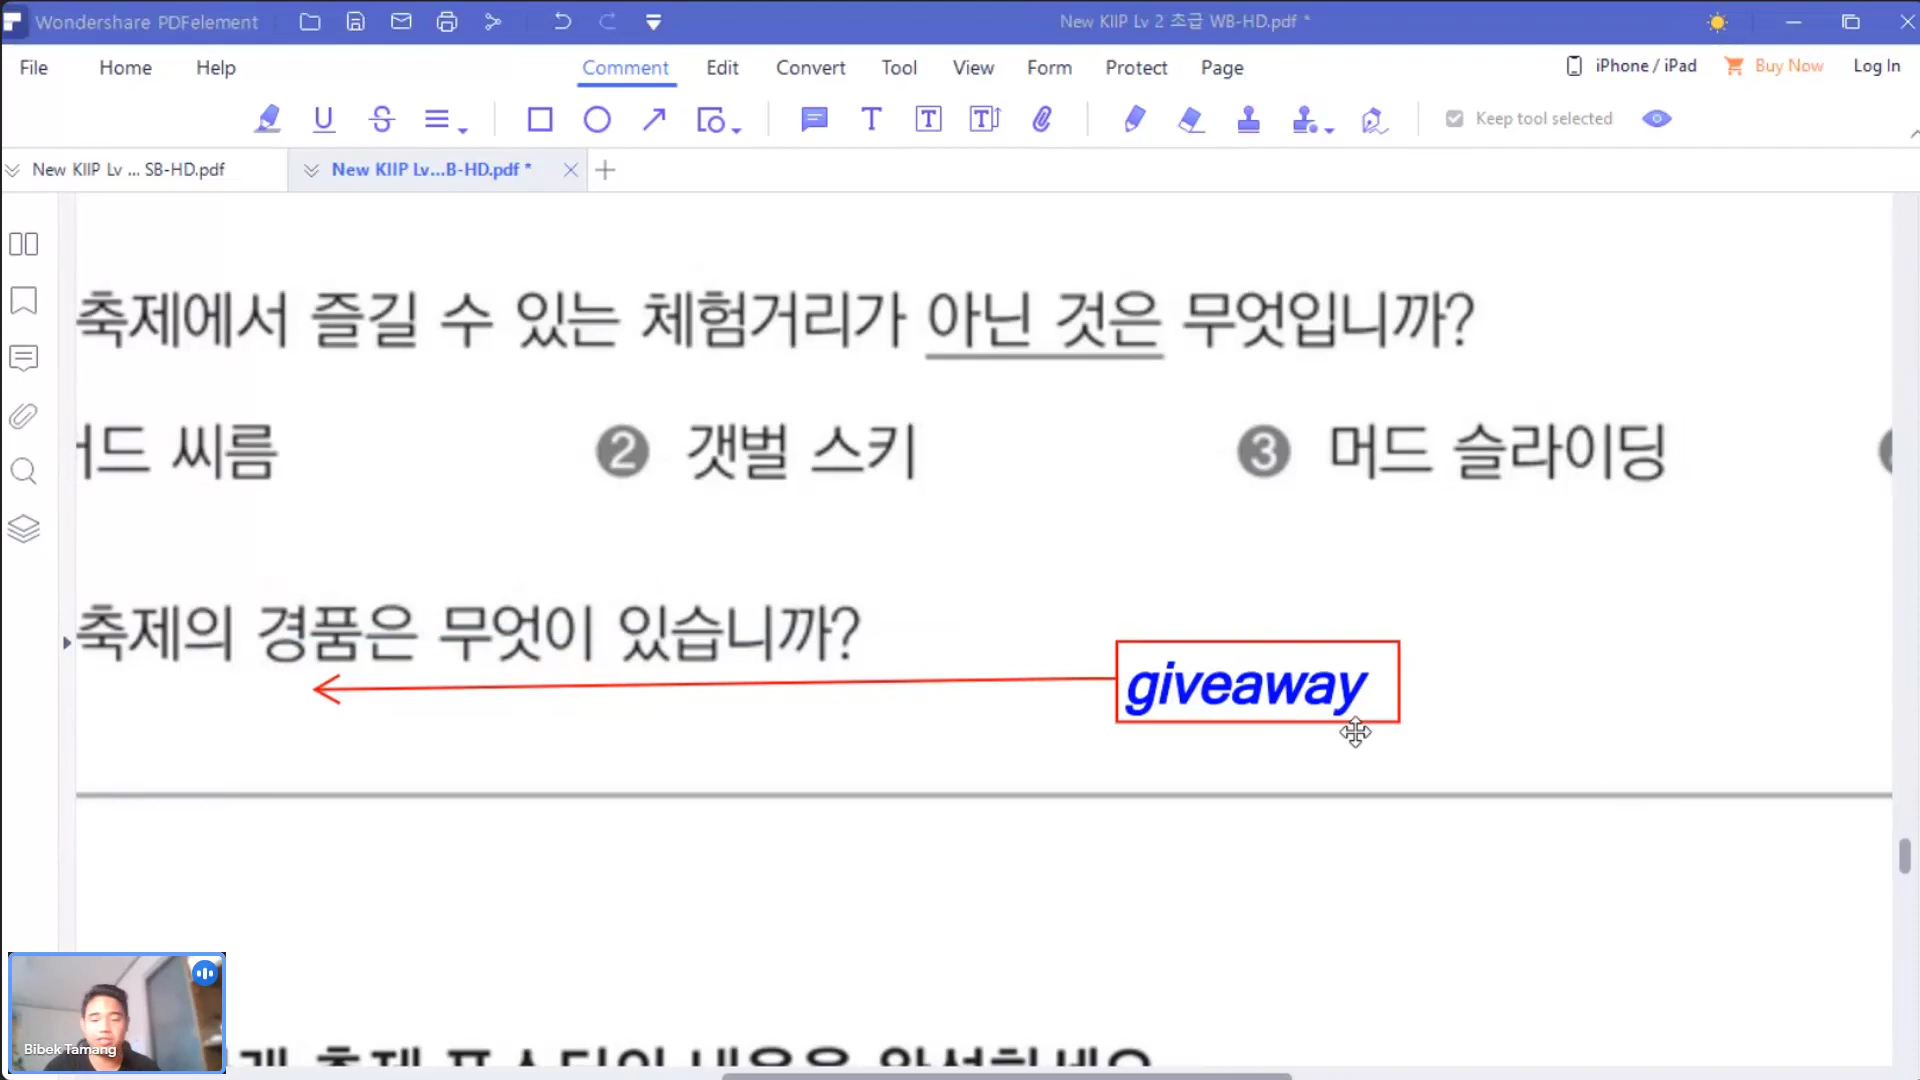 Wondershare PDFelement
New KIIP Lv 2 초급 WB-HD.pdf *
File Home Help Comment Edit Convert Tool View Form Protect Page iPhone / iPad Buy Now Log In
Keep tool selected
New KIIP Lv ... SB-HD.pdf New KIIP Lv...B-HD.pdf *
축제에서 즐길 수 있는 체험거리가 아닌 것은 무엇입니까?
드 씨름 2 갯벌 스키 3 머드 슬라이딩
축제의 경품은 무엇이 있습니까?
giveaway
Bibek Tamang